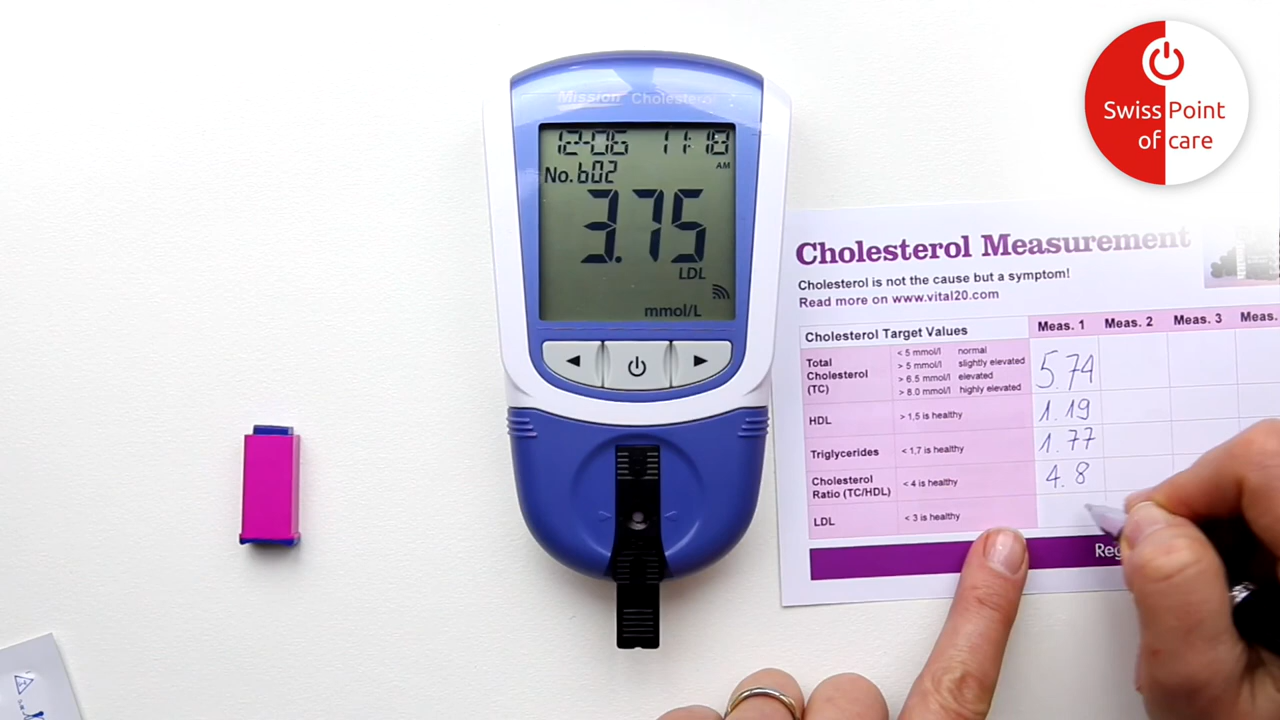 Swiss Point
of care
Mission Cholesterol
12-06 11:18
AM
No. b02
3.75
LDL
mmol/L
Cholesterol Measurement
Cholesterol is not the cause but a symptom!
Read more on www.vital20.com
Cholesterol Target Values Meas. 1 Meas. 2 Meas. 3 Meas.
Total Cholesterol (TC) < 5 mmol/l normal 5.74
> 5 mmol/l slightly elevated
> 6.5 mmol/l elevated
> 8.0 mmol/l highly elevated
HDL > 1,5 is healthy 1.19
Triglycerides < 1,7 is healthy 1.77
Cholesterol Ratio (TC/HDL) < 4 is healthy 4.8
LDL < 3 is healthy